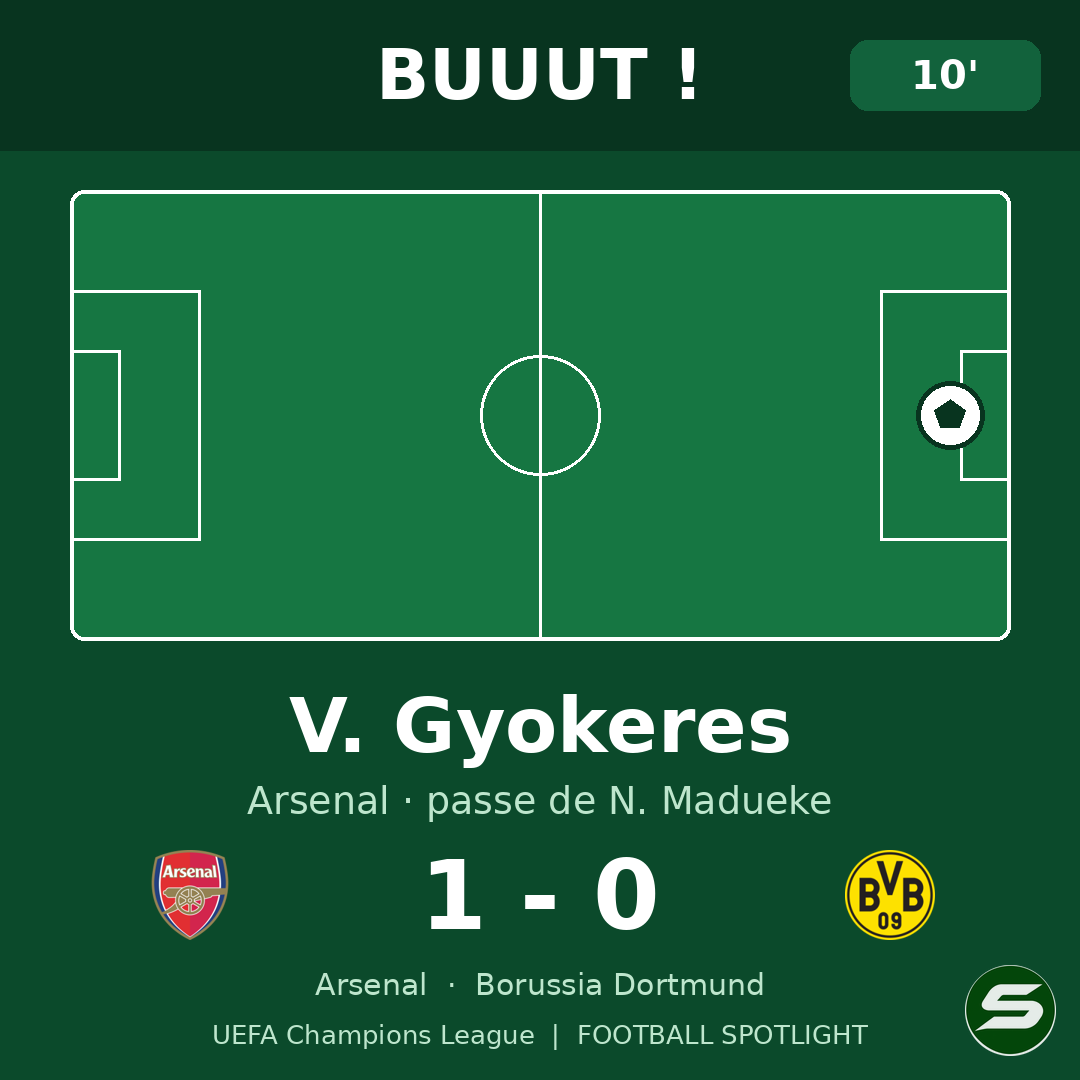 BUUUT !
10'
V. Gyokeres
Arsenal · passe de N. Madueke
Arsenal
1 - 0
BVB
09
Arsenal · Borussia Dortmund
UEFA Champions League | FOOTBALL SPOTLIGHT
S